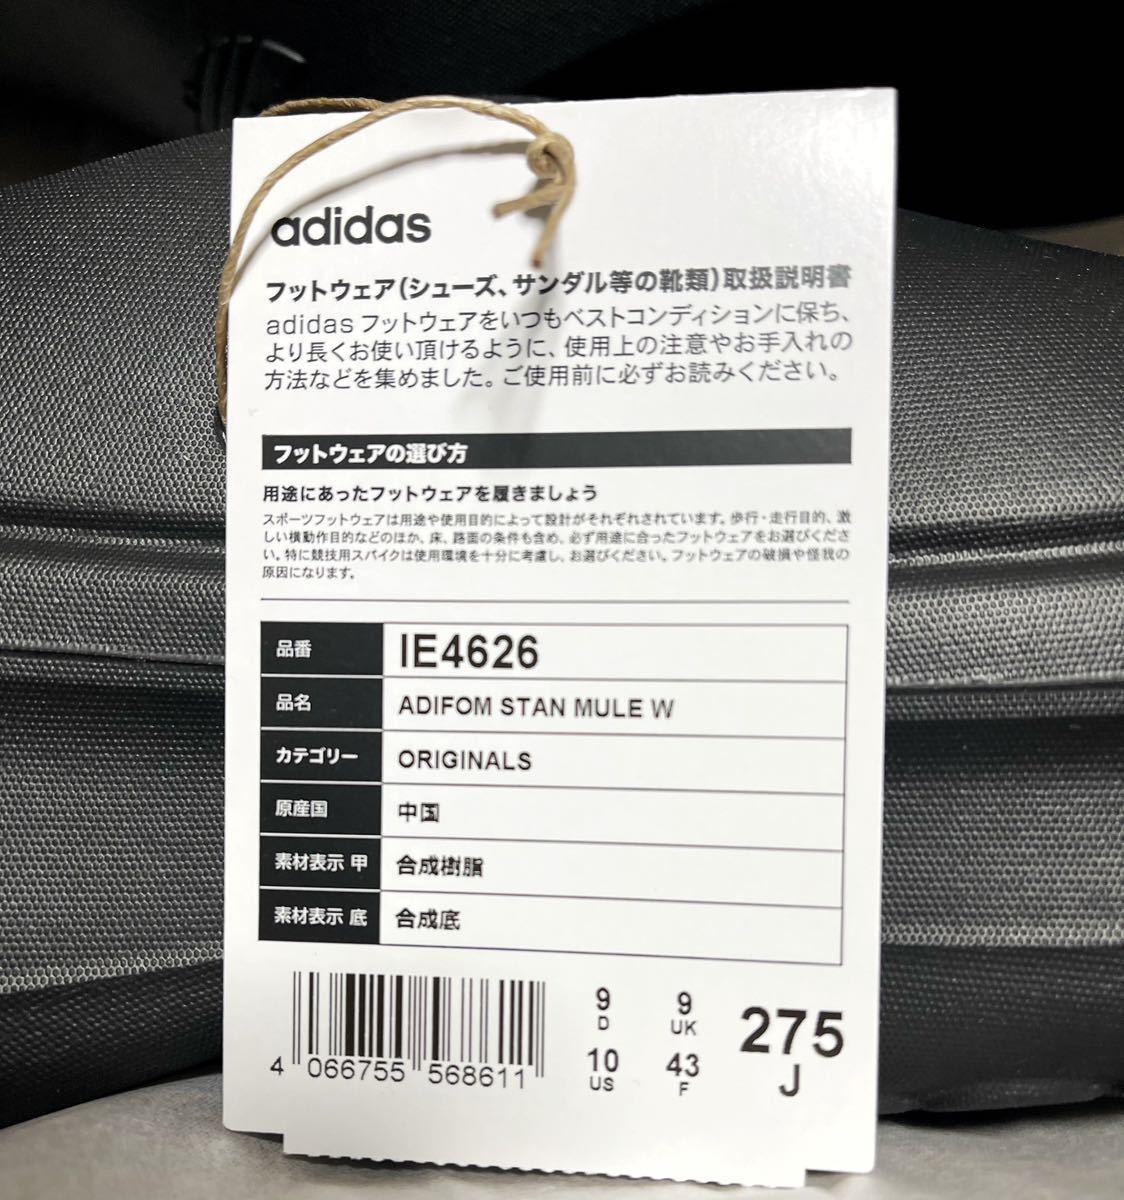 adidas
フットウェア(シューズ、サンダル等の靴類)取扱説明書
adidas フットウェアをいつもベストコンディションに保ち、
より長くお使い頂けるように、使用上の注意やお手入れの
方法などを集めました。ご使用前に必ずお読みください。
フットウェアの選び方
用途にあったフットウェアを履きましょう
スポーツフットウェアは用途や使用目的によって設計がそれぞれされています。歩行・走行目的、激
しい横動作目的などのほか、床、路面の条件も含め、必ず用途に合ったフットウェアをお選びくださ
い。特に競技用スパイクは使用環境を十分に考慮し、お選びください。フットウェアの破損や怪我の
原因になります。
品番 IE4626
品名 ADIFOM STAN MULE W
カテゴリー ORIGINALS
原産国 中国
素材表示 甲 合成樹脂
素材表示 底 合成底
4 066755 568611
9 D 9 UK
10 US 43 F
275 J